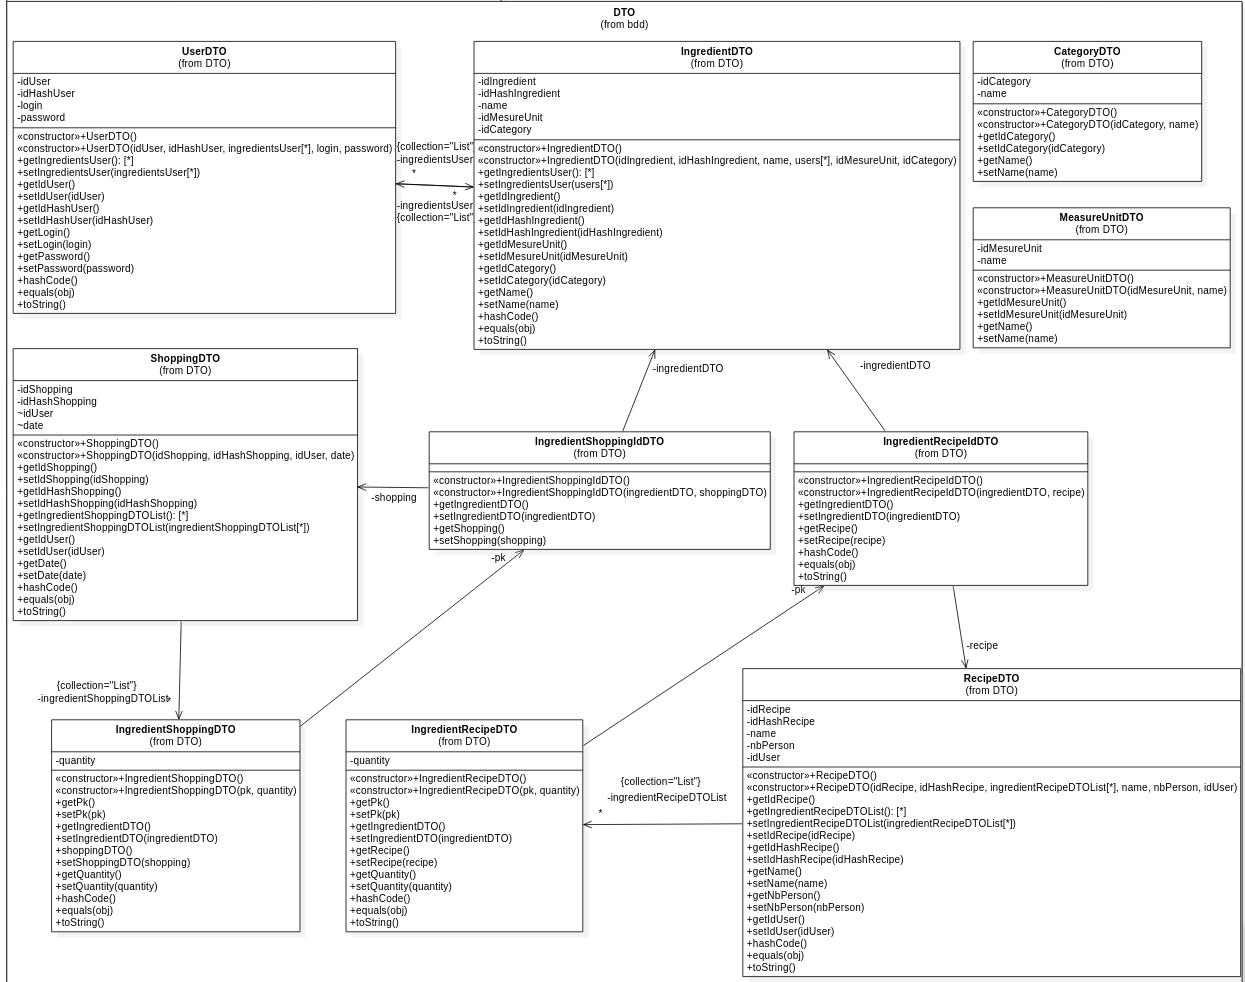 DTO
(from bdd)
UserDTO
(from DTO)
-idUser
-idHashUser
-login
-password
«constructor»+UserDTO()
«constructor»+UserDTO(idUser, idHashUser, ingredientsUser[*], login, password)
+getIngredientsUser(): [*]
+setIngredientsUser(ingredientsUser[*])
+getIdUser()
+setIdUser(idUser)
+getIdHashUser()
+setIdHashUser(idHashUser)
+getLogin()
+setLogin(login)
+getPassword()
+setPassword(password)
+hashCode()
+equals(obj)
+toString()
{collection="List"
-ingredientsUser
*
*
-ingredientsUser
{collection="List"
IngredientDTO
(from DTO)
-idIngredient
-idHashIngredient
-name
-idMesureUnit
-idCategory
«constructor»+IngredientDTO()
«constructor»+IngredientDTO(idIngredient, idHashIngredient, name, users[*], idMesureUnit, idCategory)
+getIngredientsUser(): [*]
+setIngredientsUser(users[*])
+getIdIngredient()
+setIdIngredient(idIngredient)
+getIdHashIngredient()
+setIdHashIngredient(idHashIngredient)
+getIdMesureUnit()
+setIdMesureUnit(idMesureUnit)
+getIdCategory()
+setIdCategory(idCategory)
+getName()
+setName(name)
+hashCode()
+equals(obj)
+toString()
CategoryDTO
(from DTO)
-idCategory
-name
«constructor»+CategoryDTO()
«constructor»+CategoryDTO(idCategory, name)
+getIdCategory()
+setIdCategory(idCategory)
+getName()
+setName(name)
MeasureUnitDTO
(from DTO)
-idMesureUnit
-name
«constructor»+MeasureUnitDTO()
«constructor»+MeasureUnitDTO(idMesureUnit, name)
+getIdMesureUnit()
+setIdMesureUnit(idMesureUnit)
+getName()
+setName(name)
ShoppingDTO
(from DTO)
-idShopping
-idHashShopping
~idUser
~date
«constructor»+ShoppingDTO()
«constructor»+ShoppingDTO(idShopping, idHashShopping, idUser, date)
+getIdShopping()
+setIdShopping(idShopping)
+getIdHashShopping()
+setIdHashShopping(idHashShopping)
+getIngredientShoppingDTOList(): [*]
+setIngredientShoppingDTOList(ingredientShoppingDTOList[*])
+getIdUser()
+setIdUser(idUser)
+getDate()
+setDate(date)
+hashCode()
+equals(obj)
+toString()
-ingredientDTO
-ingredientDTO
IngredientShoppingIdDTO
(from DTO)
«constructor»+IngredientShoppingIdDTO()
«constructor»+IngredientShoppingIdDTO(ingredientDTO, shoppingDTO)
+getIngredientDTO()
+setIngredientDTO(ingredientDTO)
+getShopping()
+setShopping(shopping)
-shopping
-pk
IngredientRecipeIdDTO
(from DTO)
«constructor»+IngredientRecipeIdDTO()
«constructor»+IngredientRecipeIdDTO(ingredientDTO, recipe)
+getIngredientDTO()
+setIngredientDTO(ingredientDTO)
+getRecipe()
+setRecipe(recipe)
+hashCode()
+equals(obj)
+toString()
-pk
-recipe
{collection="List"}
-ingredientShoppingDTOList
*
IngredientShoppingDTO
(from DTO)
-quantity
«constructor»+IngredientShoppingDTO()
«constructor»+IngredientShoppingDTO(pk, quantity)
+getPk()
+setPk(pk)
+getIngredientDTO()
+setIngredientDTO(ingredientDTO)
+shoppingDTO()
+setShoppingDTO(shopping)
+getQuantity()
+setQuantity(quantity)
+hashCode()
+equals(obj)
+toString()
IngredientRecipeDTO
(from DTO)
-quantity
«constructor»+IngredientRecipeDTO()
«constructor»+IngredientRecipeDTO(pk, quantity)
+getPk()
+setPk(pk)
+getIngredientDTO()
+setIngredientDTO(ingredientDTO)
+getRecipe()
+setRecipe(recipe)
+getQuantity()
+setQuantity(quantity)
+hashCode()
+equals(obj)
+toString()
{collection="List"}
-ingredientRecipeDTOList
*
RecipeDTO
(from DTO)
-idRecipe
-idHashRecipe
-name
-nbPerson
-idUser
«constructor»+RecipeDTO()
«constructor»+RecipeDTO(idRecipe, idHashRecipe, ingredientRecipeDTOList[*], name, nbPerson, idUser)
+getIdRecipe()
+getIngredientRecipeDTOList(): [*]
+setIngredientRecipeDTOList(ingredientRecipeDTOList[*])
+setIdRecipe(idRecipe)
+getIdHashRecipe()
+setIdHashRecipe(idHashRecipe)
+getName()
+setName(name)
+getNbPerson()
+setNbPerson(nbPerson)
+getIdUser()
+setIdUser(idUser)
+hashCode()
+equals(obj)
+toString()